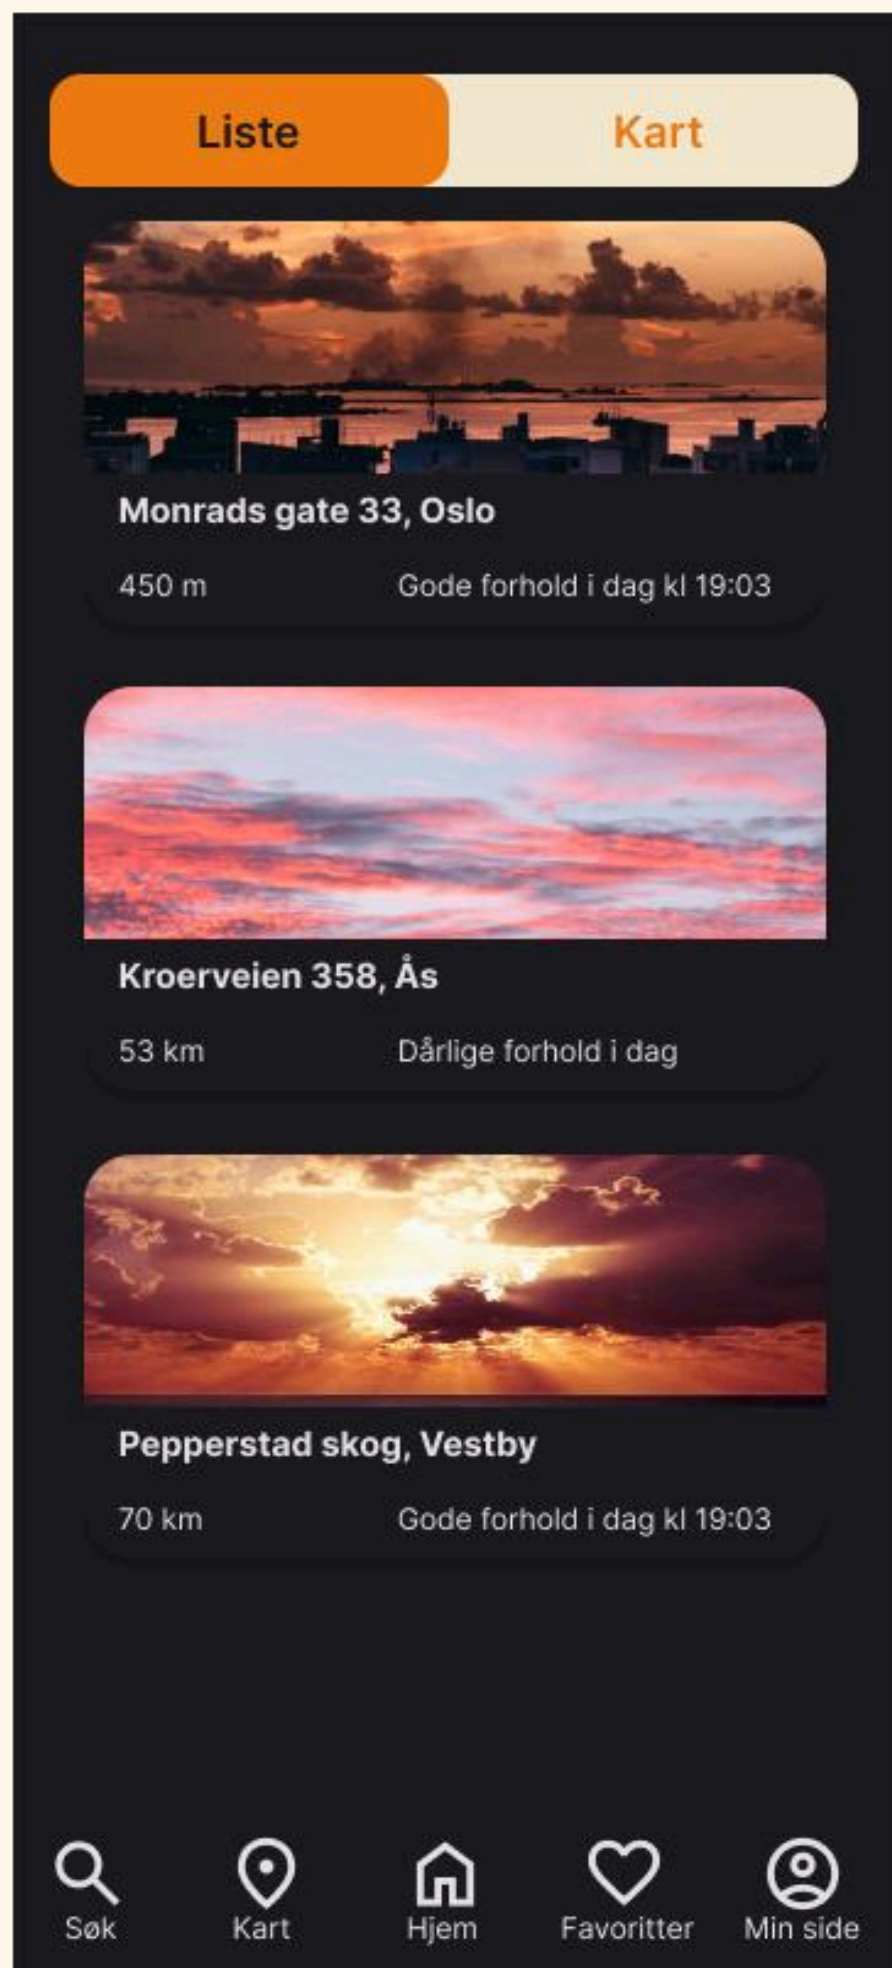 Liste Kart
Monrads gate 33, Oslo
450 m Gode forhold i dag kl 19:03
Kroerveien 358, Ås
53 km Dårlige forhold i dag
Pepperstad skog, Vestby
70 km Gode forhold i dag kl 19:03
Søk Kart Hjem Favoritter Min side